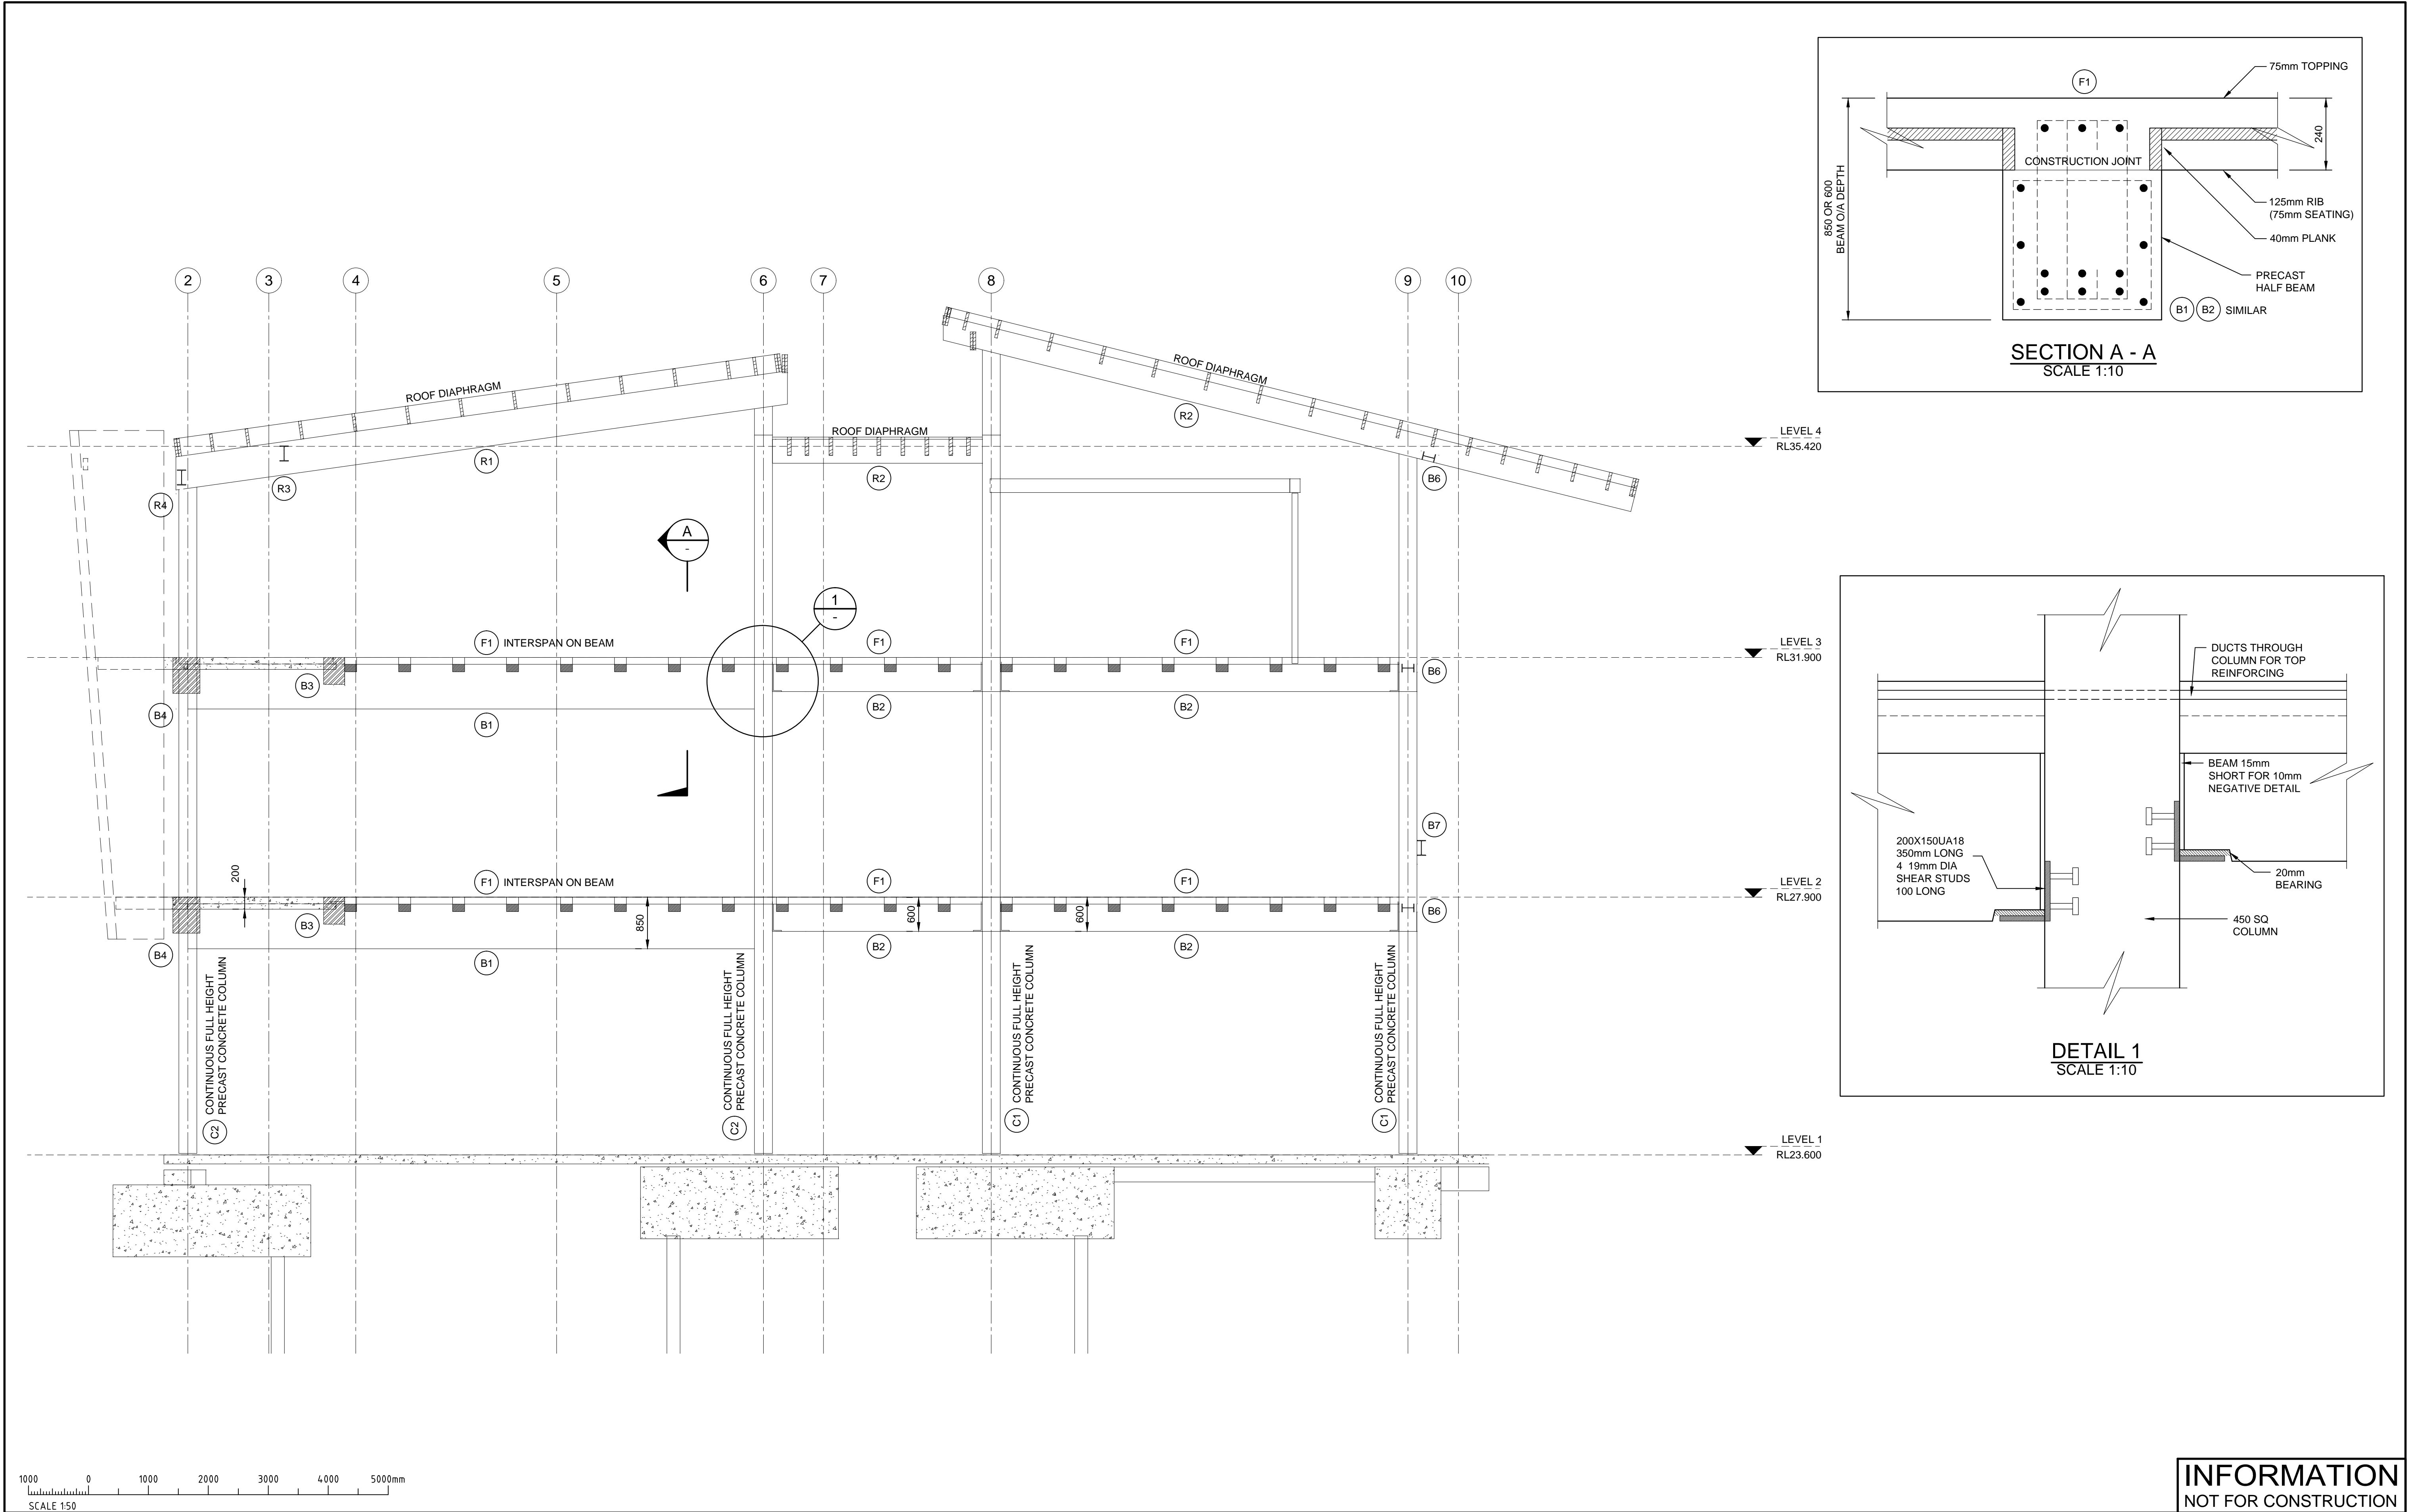 F1
75mm TOPPING
240
CONSTRUCTION JOINT
850 OR 600
BEAM O/A DEPTH
125mm RIB
(75mm SEATING)
40mm PLANK
PRECAST
HALF BEAM
B1 B2 SIMILAR
SECTION A - A
SCALE 1:10
2 3 4 5 6 7 8 9 10
ROOF DIAPHRAGM
ROOF DIAPHRAGM
ROOF DIAPHRAGM
R2
LEVEL 4
RL35.420
R1
R3
R2
B6
R4
A
-
1
-
F1 INTERSPAN ON BEAM
F1
F1
LEVEL 3
RL31.900
B3
B6
B4
B1
B2
B2
B7
200
F1 INTERSPAN ON BEAM
F1
F1
LEVEL 2
RL27.900
850
600
600
B3
B6
B4
B1
B2
B2
C2 CONTINUOUS FULL HEIGHT
PRECAST CONCRETE COLUMN
C2 CONTINUOUS FULL HEIGHT
PRECAST CONCRETE COLUMN
C1 CONTINUOUS FULL HEIGHT
PRECAST CONCRETE COLUMN
C1 CONTINUOUS FULL HEIGHT
PRECAST CONCRETE COLUMN
LEVEL 1
RL23.600
DUCTS THROUGH
COLUMN FOR TOP
REINFORCING
BEAM 15mm
SHORT FOR 10mm
NEGATIVE DETAIL
200X150UA18
350mm LONG
4 19mm DIA
SHEAR STUDS
100 LONG
20mm
BEARING
450 SQ
COLUMN
DETAIL 1
SCALE 1:10
1000 0 1000 2000 3000 4000 5000mm
SCALE 1:50
INFORMATION
NOT FOR CONSTRUCTION